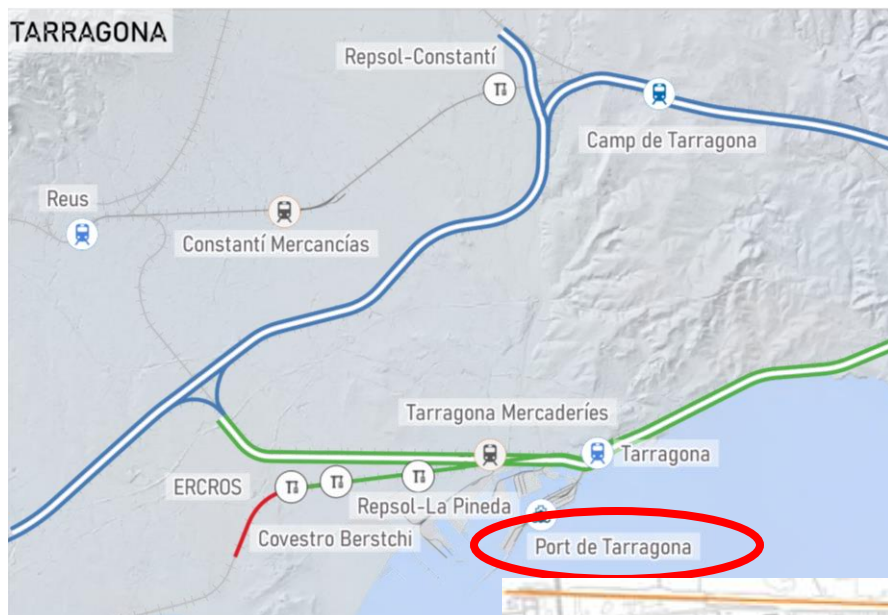 TARRAGONA
Repsol-Constantí
Camp de Tarragona
Reus
Constantí Mercancías
Tarragona Mercaderíes
Tarragona
ERCROS
Repsol-La Pineda
Covestro Berstchi
Port de Tarragona